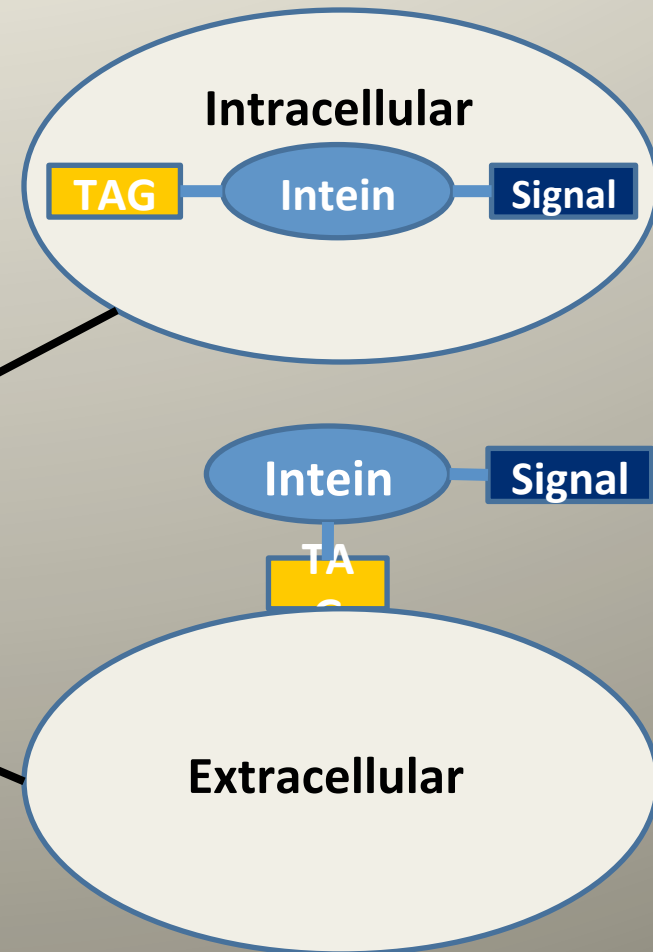 Intracellular
TAG Intein Signal
Intein Signal
TA
G
Extracellular